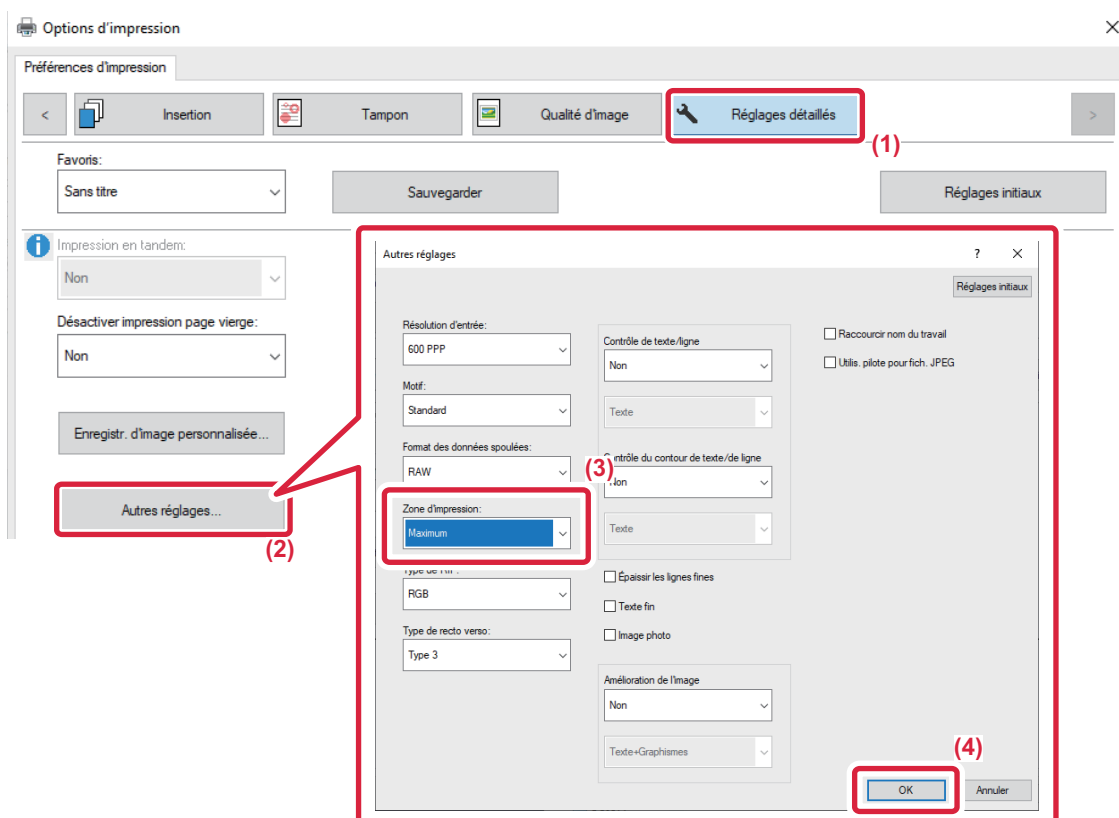 Options d'impression
Préférences d'impression
<
Insertion
Tampon
Qualité d'image
Réglages détaillés
>
(1)
Favoris:
Sans titre
Sauvegarder
Réglages initiaux
Impression en tandem:
Non
Désactiver impression page vierge:
Non
Enregistr. d'image personnalisée...
Autres réglages...
(2)
Autres réglages
?
Réglages initiaux
Résolution d'entrée:
600 PPP
Motif:
Standard
Format des données spoulées:
RAW
(3)
Zone d'impression:
Maximum
RGB
Type de recto verso:
Type 3
Contrôle de texte/ligne
Non
Texte
Contrôle du contour de texte/de ligne
Non
Texte
Épaissir les lignes fines
Texte fin
Image photo
Amélioration de l'image
Non
Texte+Graphismes
Raccourcir nom du travail
Utilis. pilote pour fich. JPEG
(4)
OK
Annuler